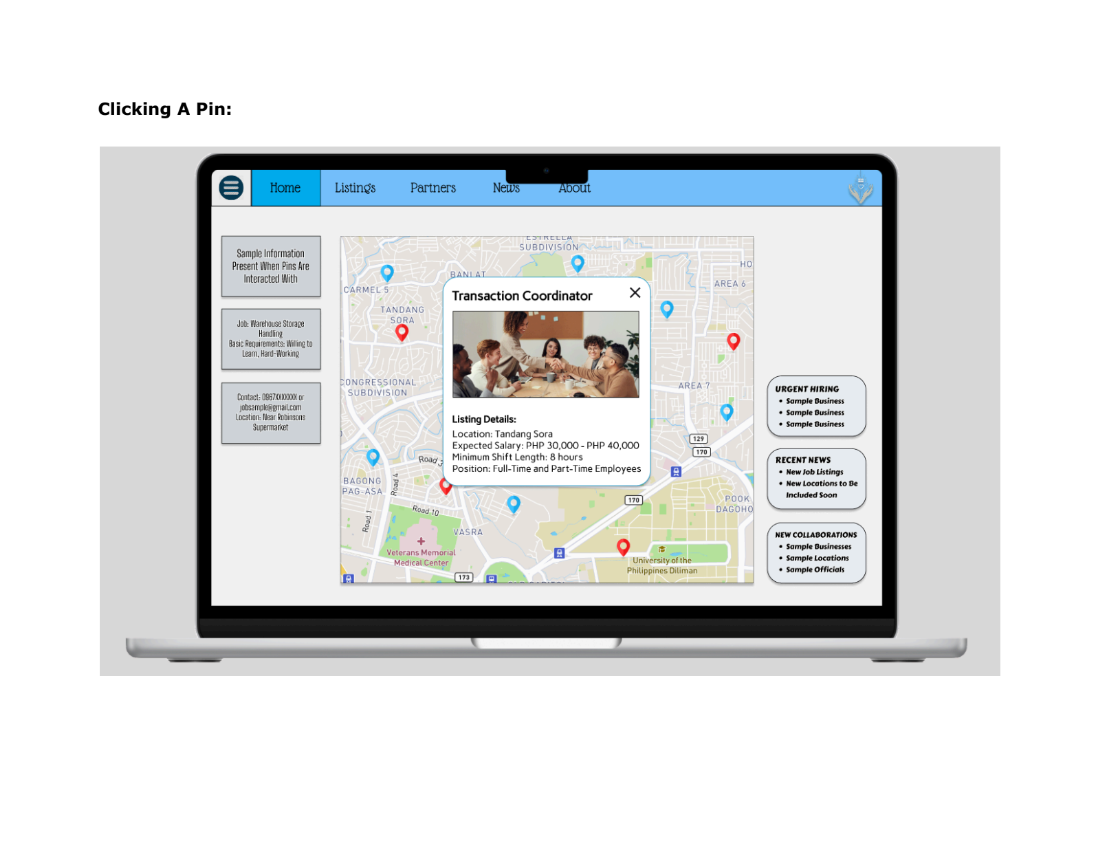 Clicking A Pin:
Home
Listings
Partners
News
About
Sample Information
Present When Pins Are
Interacted With
Job: Warehouse Storage
Handling
Basic Requirements: Willing to
Learn, Hard-Working
Contact: 0967XXXXXXX or
jobsample@gmail.com
Location: Near Robinsons
Supermarket
ESTRELLA
SUBDIVISION
BANLAT
HO
CARMEL 5
AREA 6
TANDANG
SORA
CONGRESSIONAL
SUBDIVISION
AREA 7
129
170
Road 3
Road 4
BAGONG
PAG-ASA
170
Road 10
Road 1
POOK
DAGOHO
VASRA
Veterans Memorial
Medical Center
University of the
Philippines Diliman
173
Transaction Coordinator
Listing Details:
Location: Tandang Sora
Expected Salary: PHP 30,000 - PHP 40,000
Minimum Shift Length: 8 hours
Position: Full-Time and Part-Time Employees
URGENT HIRING
• Sample Business
• Sample Business
• Sample Business
RECENT NEWS
• New Job Listings
• New Locations to Be
Included Soon
NEW COLLABORATIONS
• Sample Businesses
• Sample Locations
• Sample Officials